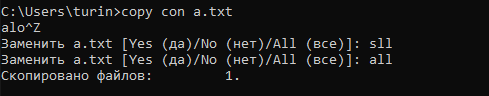 C:\Users\turin>copy con a.txt
alo^Z
Заменить a.txt [Yes (да)/No (нет)/All (все)]: sll
Заменить a.txt [Yes (да)/No (нет)/All (все)]: all
Скопировано файлов:         1.